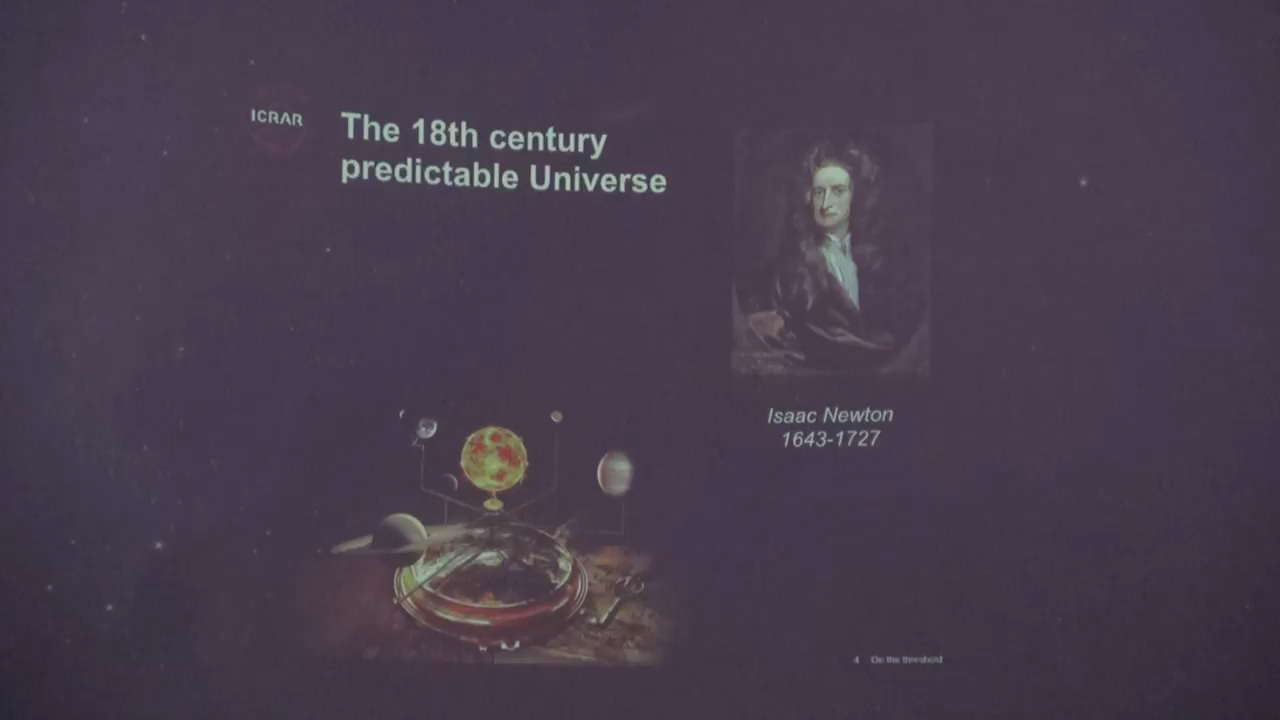 ICRAR
The 18th century
predictable Universe
Isaac Newton
1643-1727
4 On the threshold